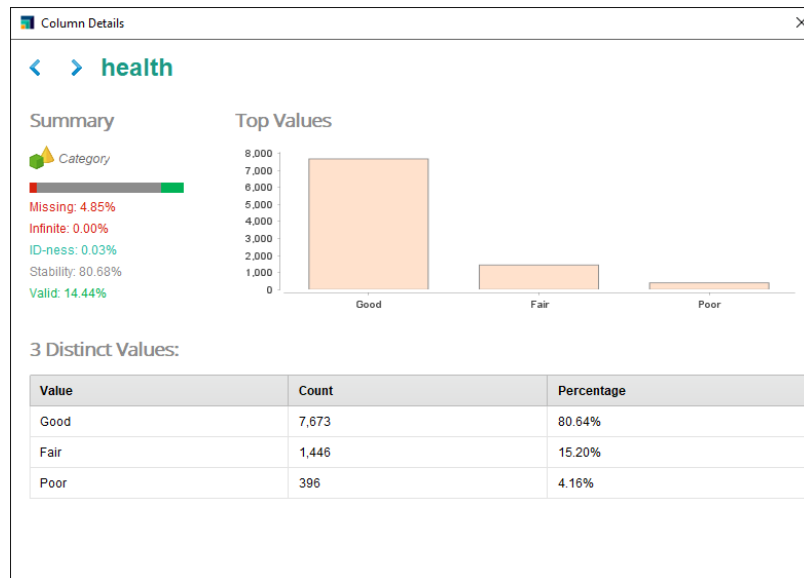 Column Details
health
Summary
Top Values
Category
Missing: 4.85%
Infinite: 0.00%
ID-ness: 0.03%
Stability: 80.68%
Valid: 14.44%
8,000
7,000
6,000
5,000
4,000
3,000
2,000
1,000
0
Good Fair Poor
3 Distinct Values:
Value Count Percentage
Good 7,673 80.64%
Fair 1,446 15.20%
Poor 396 4.16%